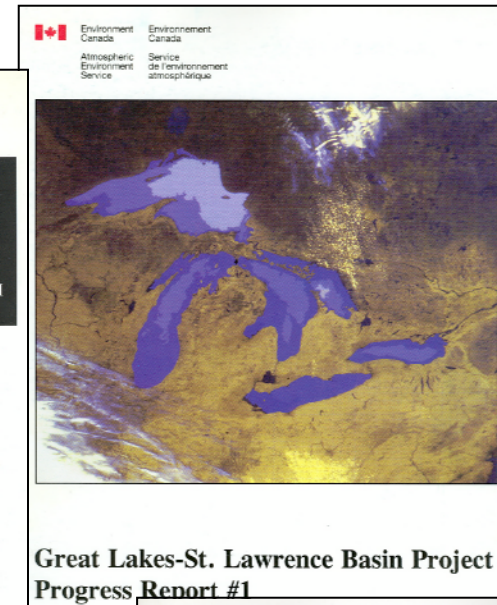 Environment Environnement
Canada Canada
Atmospheric Service
Environment de l'environnement
Service atmosphérique
Great Lakes-St. Lawrence Basin Project
Progress Report #1